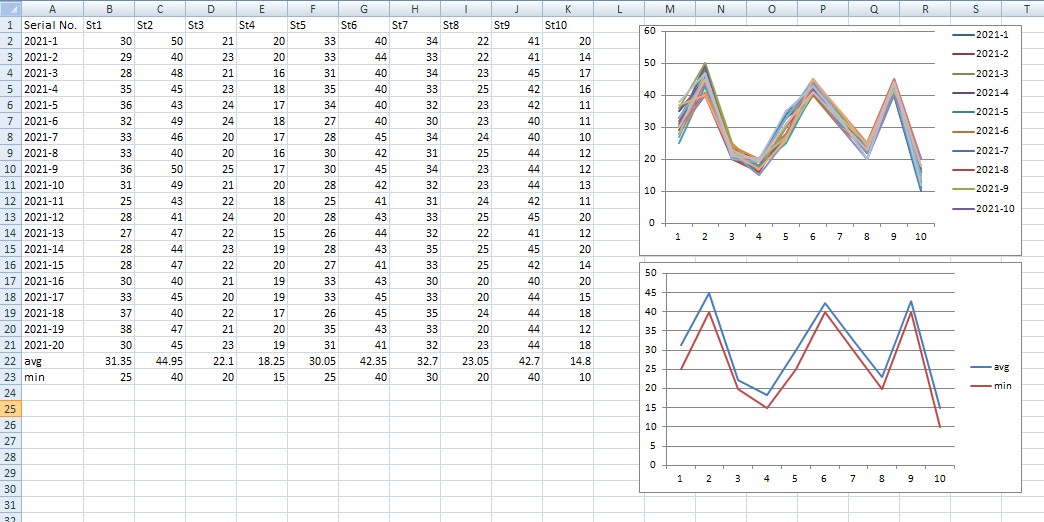 A B C D E F G H I J K L M N O P Q R S T
1 Serial No. St1 St2 St3 St4 St5 St6 St7 St8 St9 St10
2 2021-1 30 50 21 20 33 40 34 22 41 20
3 2021-2 29 40 23 20 33 44 33 22 41 14
4 2021-3 28 48 21 16 31 40 34 23 45 17
5 2021-4 35 45 23 18 35 40 33 25 42 16
6 2021-5 36 43 24 17 34 40 32 23 42 11
7 2021-6 32 49 24 18 27 40 30 23 40 11
8 2021-7 33 46 20 17 28 45 34 24 40 10
9 2021-8 33 40 20 16 30 42 31 25 44 12
10 2021-9 36 50 25 17 30 45 34 23 44 12
11 2021-10 31 49 21 20 28 42 32 23 44 13
12 2021-11 25 43 22 18 25 41 31 24 42 11
13 2021-12 28 41 24 20 28 43 33 25 45 20
14 2021-13 27 47 22 15 26 44 32 22 41 12
15 2021-14 28 44 23 19 28 43 35 25 45 20
16 2021-15 28 47 22 20 27 41 33 25 42 14
17 2021-16 30 40 21 19 33 43 30 20 40 20
18 2021-17 33 45 20 19 33 45 33 20 44 15
19 2021-18 37 40 22 17 26 45 35 24 44 18
20 2021-19 38 47 21 20 35 43 33 20 44 12
21 2021-20 30 45 23 19 31 41 32 23 44 18
22 avg 31.35 44.95 22.1 18.25 30.05 42.35 32.7 23.05 42.7 14.8
23 min 25 40 20 15 25 40 30 20 40 10
24
25
26
27
28
29
30
31
32
60
50
40
30
20
10
0
1 2 3 4 5 6 7 8 9 10
2021-1
2021-2
2021-3
2021-4
2021-5
2021-6
2021-7
2021-8
2021-9
2021-10
50
45
40
35
30
25
20
15
10
5
0
1 2 3 4 5 6 7 8 9 10
avg
min